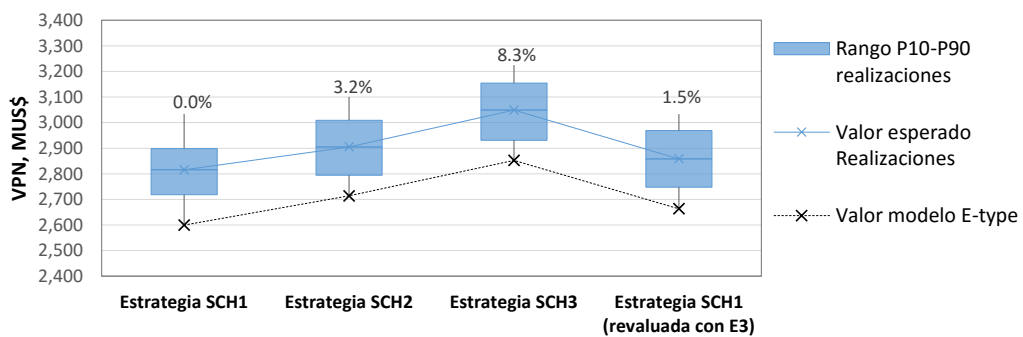 VPN, MUS$
3,400
3,300
3,200
3,100
3,000
2,900
2,800
2,700
2,600
2,500
2,400
0.0%
3.2%
8.3%
1.5%
Estrategia SCH1
Estrategia SCH2
Estrategia SCH3
Estrategia SCH1
(revaluada con E3)
Rango P10-P90
realizaciones
Valor esperado
Realizaciones
Valor modelo E-type